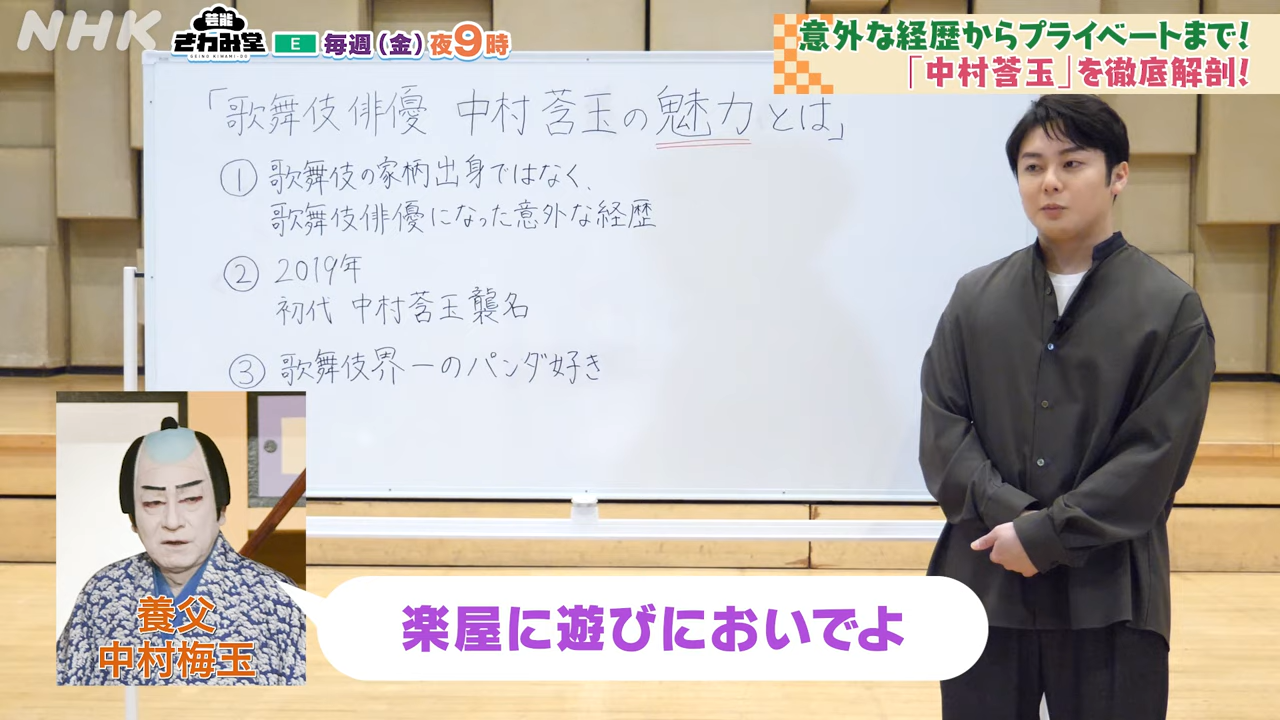 NHK
芸能
きわみ堂
GEINO KIWAMI-DO
E 毎週(金)夜9時
意外な経歴からプライベートまで!
「中村莟玉」を徹底解剖!
「歌舞伎俳優 中村莟玉の魅力とは」
① 歌舞伎の家柄出身ではなく、
歌舞伎俳優になった意外な経歴
② 2019年
初代 中村莟玉襲名
③ 歌舞伎界一のパンダ好き
養父
中村梅玉
楽屋に遊びにおいでよ